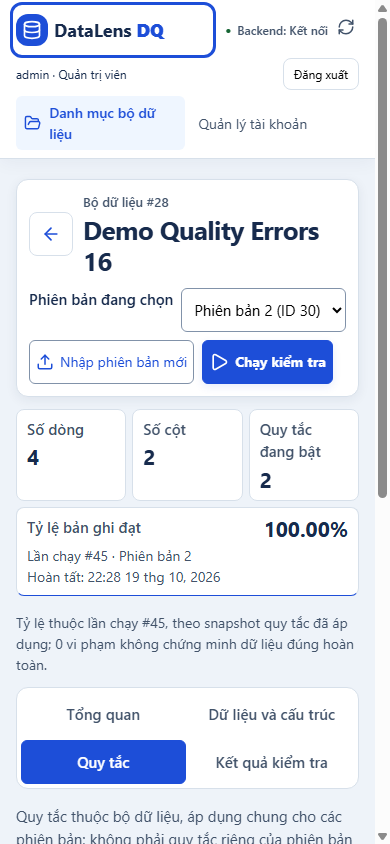 DataLens DQ
Backend: Kết nối
admin · Quản trị viên
Đăng xuất
Danh mục bộ dữ
liệu
Quản lý tài khoản
Bộ dữ liệu #28
Demo Quality Errors
16
Phiên bản đang chọn
Phiên bản 2 (ID 30)
Nhập phiên bản mới
Chạy kiểm tra
Số dòng
4
Số cột
2
Quy tắc
đang bật
2
Tỷ lệ bản ghi đạt
100.00%
Lần chạy #45 · Phiên bản 2
Hoàn tất: 22:28 19 thg 10, 2026
Tỷ lệ thuộc lần chạy #45, theo snapshot quy tắc đã áp
dụng; 0 vi phạm không chứng minh dữ liệu đúng hoàn
toàn.
Tổng quan
Dữ liệu và cấu trúc
Quy tắc
Kết quả kiểm tra
Quy tắc thuộc bộ dữ liệu, áp dụng chung cho các
phiên bản; không phải quy tắc riêng của phiên bản